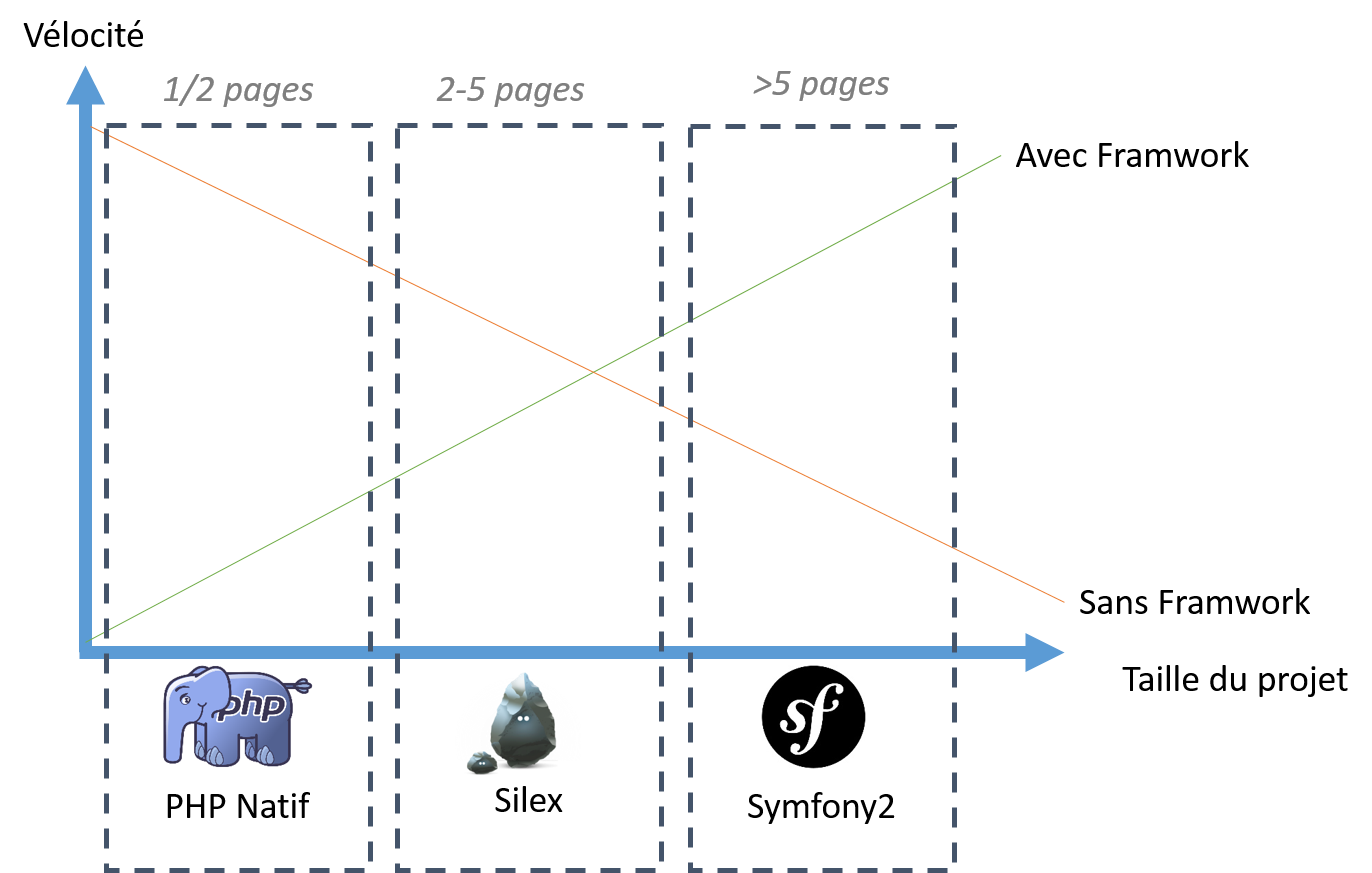 Vélocité
1/2 pages
2-5 pages
>5 pages
Avec Framwork
Sans Framwork
Taille du projet
php
sf
PHP Natif
Silex
Symfony2